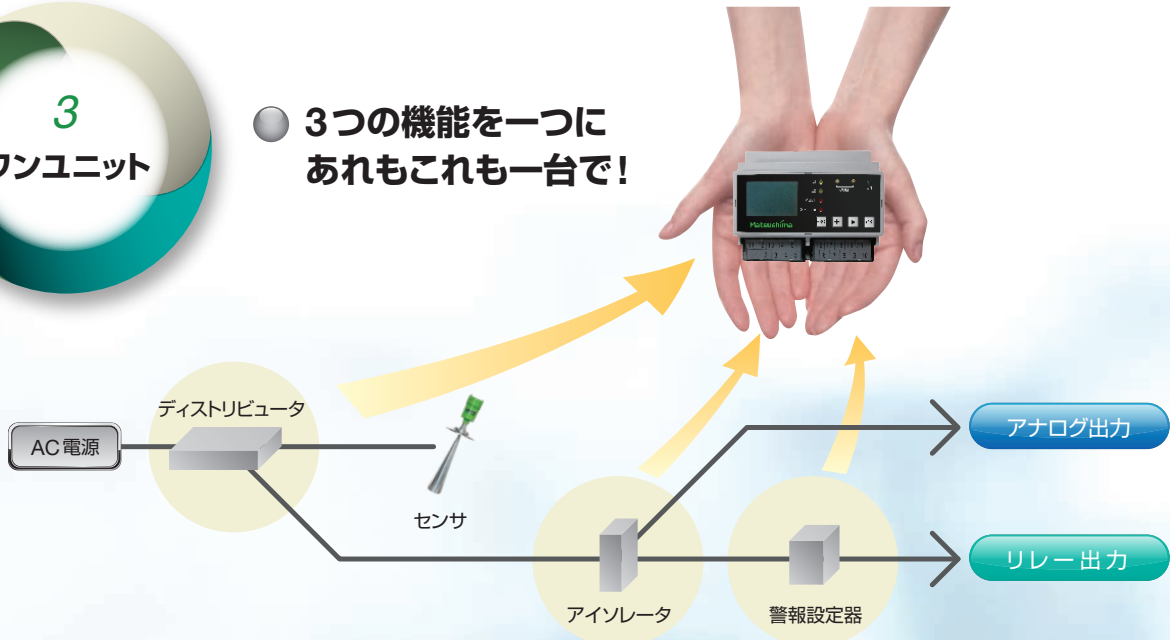 3
ワンユニット
3つの機能を一つに
あれもこれも一台で!
Matsushima
ディストリビュータ
AC電源
センサ
アナログ出力
リレー出力
アイソレータ
警報設定器